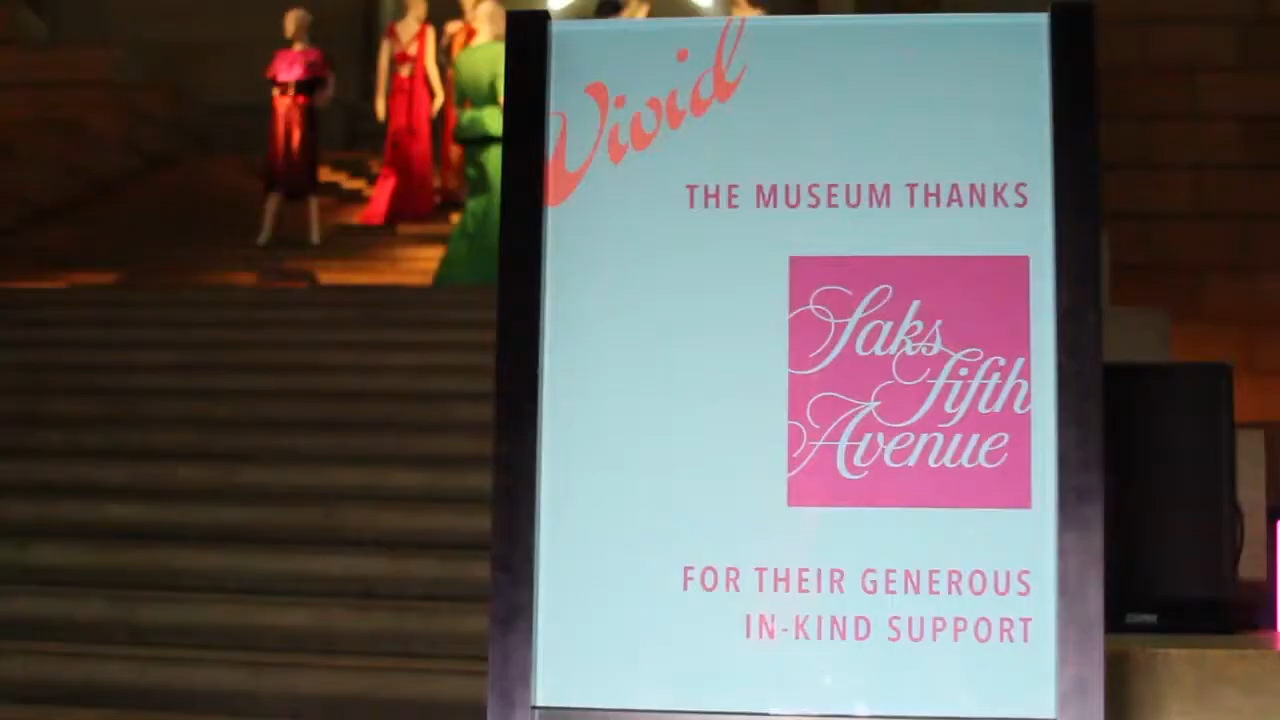 Vivid
THE MUSEUM THANKS
Saks
fifth
Avenue
FOR THEIR GENEROUS
IN-KIND SUPPORT